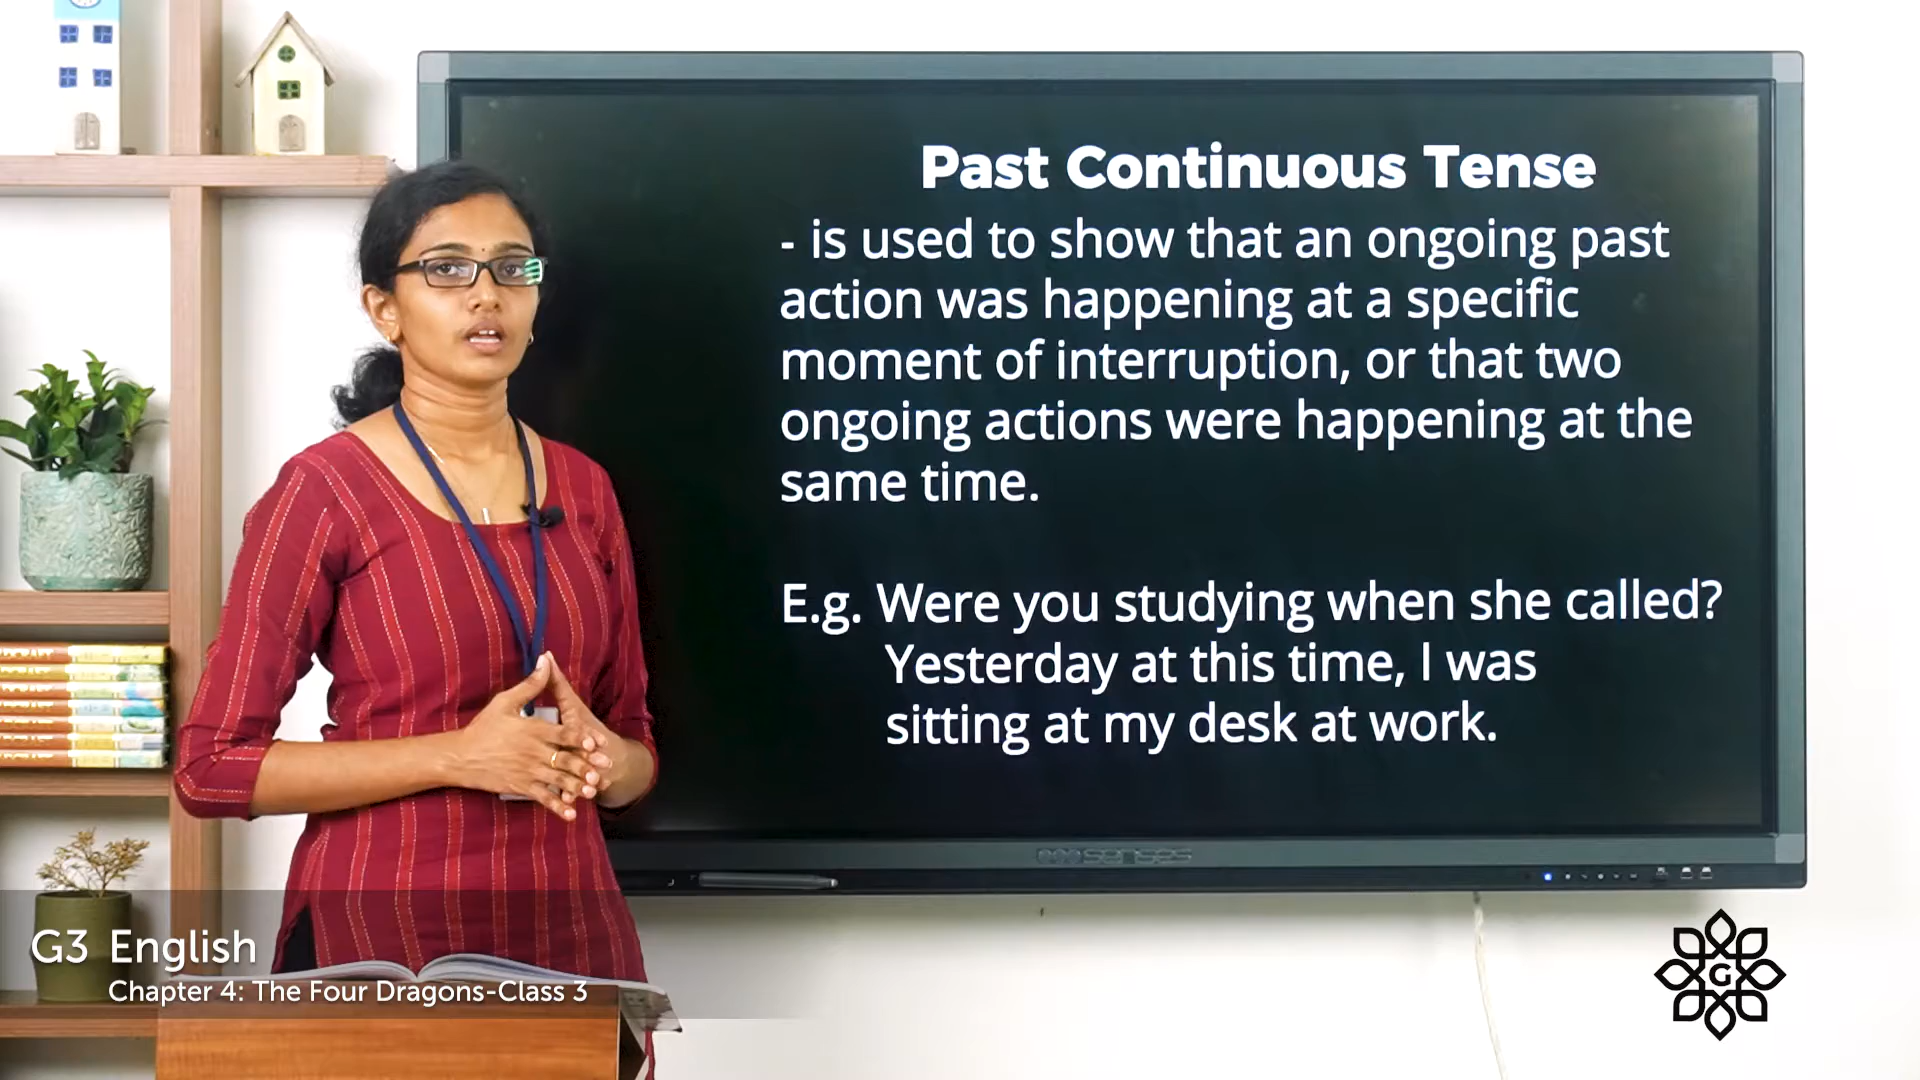 Past Continuous Tense
- is used to show that an ongoing past
action was happening at a specific
moment of interruption, or that two
ongoing actions were happening at the
same time.
E.g. Were you studying when she called?
Yesterday at this time, I was
sitting at my desk at work.
senses
G3 English
Chapter 4: The Four Dragons-Class 3
G